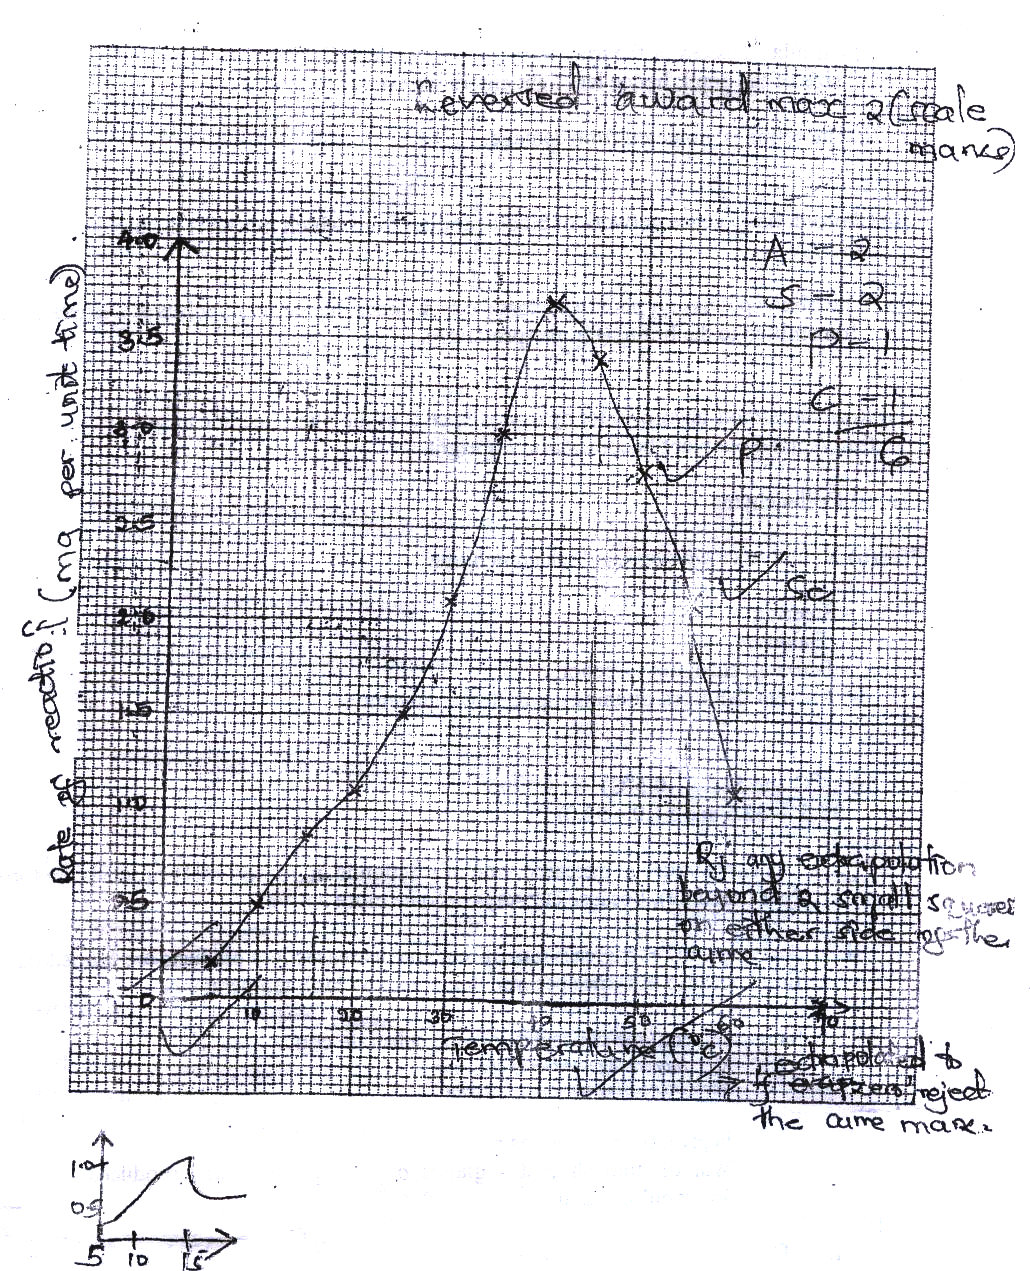 Reversed award max 2 (scale
marks)
4.0
A = 2
S = 2
3.5
P = 1
C = 1
3.0
P.
6
2.5
Sc
2.0
1.5
1.0
Rate of reaction (mg per unit time)
Rj any extrapolation
beyond 2 small squares
on either side of the
curve
0.5
0
10 20 30 40 50 60 70
Temperature (°C)
extrapolated to
→ If zero reject
the curve mark.
1.0
0.5
5 10 15